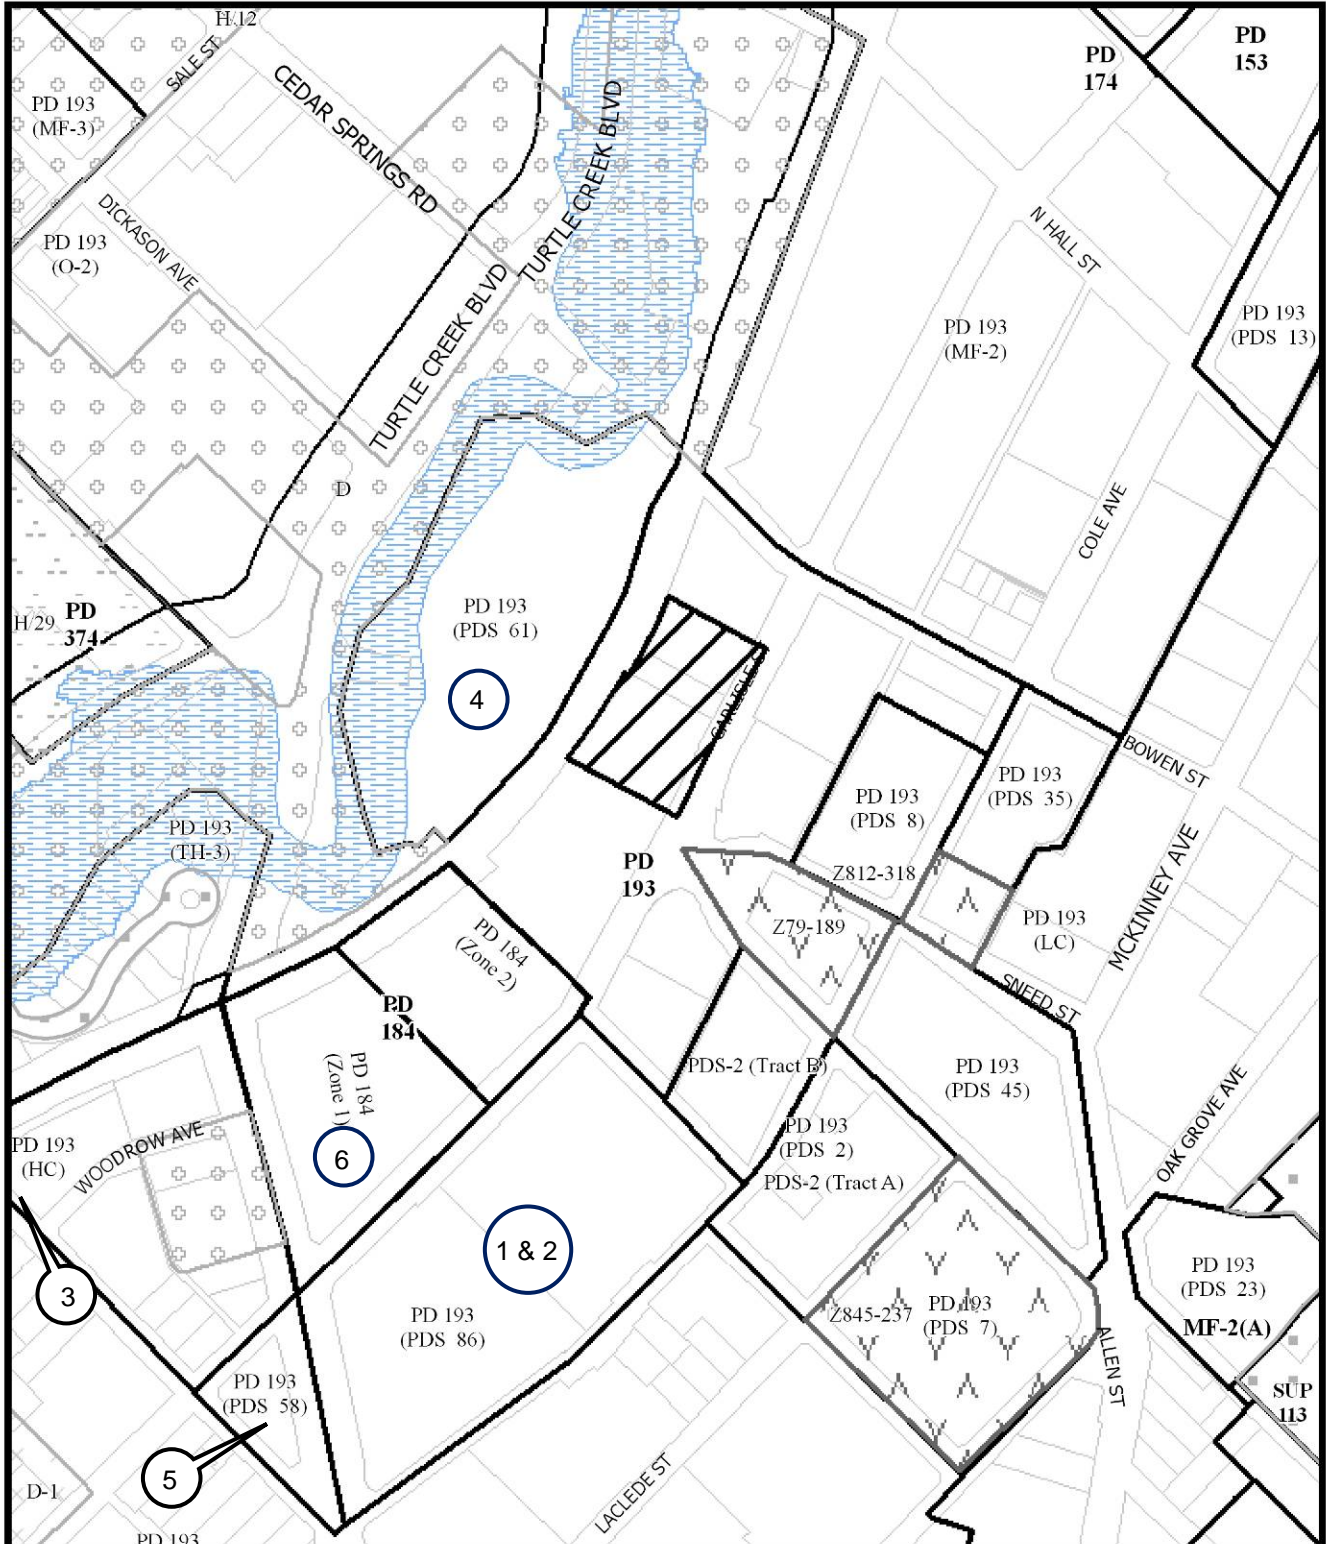 H/12
SALE ST
CEDAR SPRINGS RD
TURTLE CREEK BLVD
PD
174
PD
153
PD 193
(MF-3)
DICKASON AVE
PD 193
(O-2)
N HALL ST
TURTLE CREEK BLVD
PD 193
(MF-2)
PD 193
(PDS 13)
D
COLE AVE
H/29
PD
374
PD 193
(PDS 61)
4
CARLISLE
BOWEN ST
PD 193
(PDS 35)
PD 193
(PDS 8)
PD 193
(TH-3)
PD
193
Z812-318
MCKINNEY AVE
Z79-189
PD 193
(LC)
PD 184
(Zone 2)
SNEED ST
PD
184
PD 184
(Zone 1)
PDS-2 (Tract B)
PD 193
(PDS 45)
PD 193
(HC)
WOODROW AVE
6
PD 193
(PDS 2)
PDS-2 (Tract A)
OAK GROVE AVE
1 & 2
3
PD 193
(PDS 86)
Z845-237
PD 193
(PDS 7)
PD 193
(PDS 23)
MF-2(A)
ALLEN ST
PD 193
(PDS 58)
SUP
113
5
D-1
LACLEDE ST
PD 193